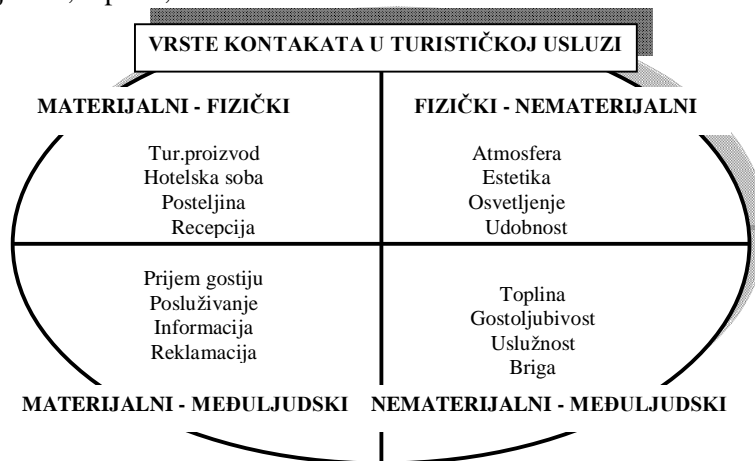 VRSTE KONTAKATA U TURISTIČKOJ USLUZI
MATERIJALNI - FIZIČKI
Tur.proizvod
Hotelska soba
Posteljina
Recepcija
FIZIČKI - NEMATERIJALNI
Atmosfera
Estetika
Osvetljenje
Udobnost
Prijem gostiju
Posluživanje
Informacija
Reklamacija
MATERIJALNI - MEĐULJUDSKI
Toplina
Gostoljubivost
Uslužnost
Briga
NEMATERIJALNI - MEĐULJUDSKI